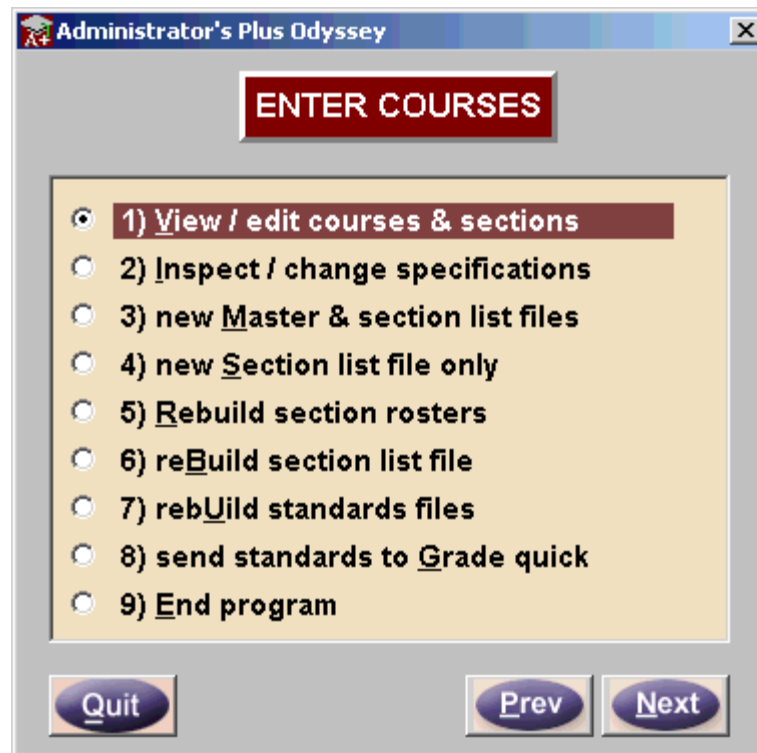 Administrator's Plus Odyssey
ENTER COURSES
1) View / edit courses & sections
2) Inspect / change specifications
3) new Master & section list files
4) new Section list file only
5) Rebuild section rosters
6) reBuild section list file
7) rebUild standards files
8) send standards to Grade quick
9) End program
Quit Prev Next